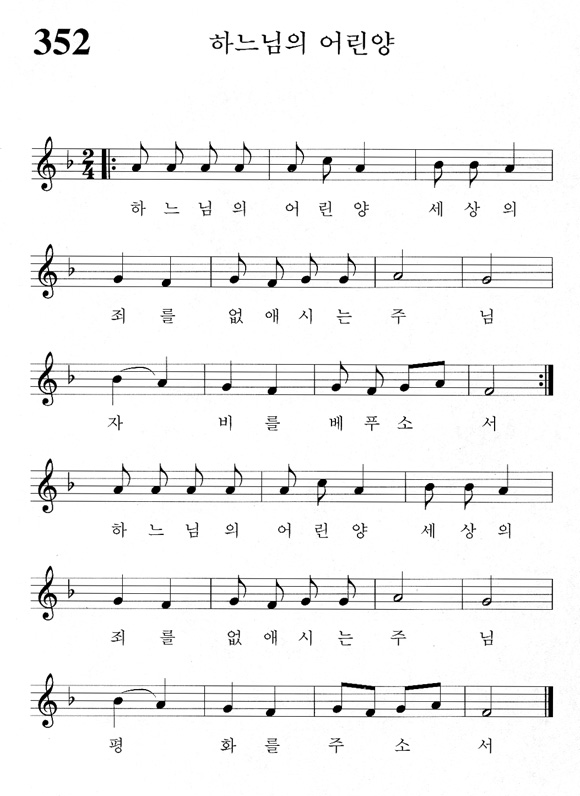 352 하느님의 어린양
2/4
하느님의 어린양 세상의
죄를 없애시는 주님
자비를 베푸소서
하느님의 어린양 세상의
죄를 없애시는 주님
평화를 주소서